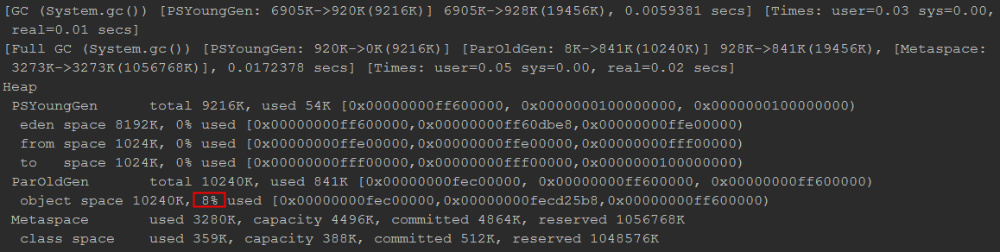 [GC (System.gc()) [PSYoungGen: 6905K->920K(9216K)] 6905K->928K(19456K), 0.0059381 secs] [Times: user=0.03 sys=0.00,
real=0.01 secs]
[Full GC (System.gc()) [PSYoungGen: 920K->0K(9216K)] [ParOldGen: 8K->841K(10240K)] 928K->841K(19456K), [Metaspace:
3273K->3273K(1056768K)], 0.0172378 secs] [Times: user=0.05 sys=0.00, real=0.02 secs]
Heap
PSYoungGen      total 9216K, used 54K [0x00000000ff600000, 0x0000000100000000, 0x0000000100000000)
eden space 8192K, 0% used [0x00000000ff600000,0x00000000ff60dbe8,0x00000000ffe00000)
from space 1024K, 0% used [0x00000000ffe00000,0x00000000ffe00000,0x00000000fff00000)
to   space 1024K, 0% used [0x00000000fff00000,0x00000000fff00000,0x0000000100000000)
ParOldGen       total 10240K, used 841K [0x00000000fec00000, 0x00000000ff600000, 0x00000000ff600000)
object space 10240K, 8% used [0x00000000fec00000,0x00000000fecd25b8,0x00000000ff600000)
Metaspace       used 3280K, capacity 4496K, committed 4864K, reserved 1056768K
class space    used 359K, capacity 388K, committed 512K, reserved 1048576K